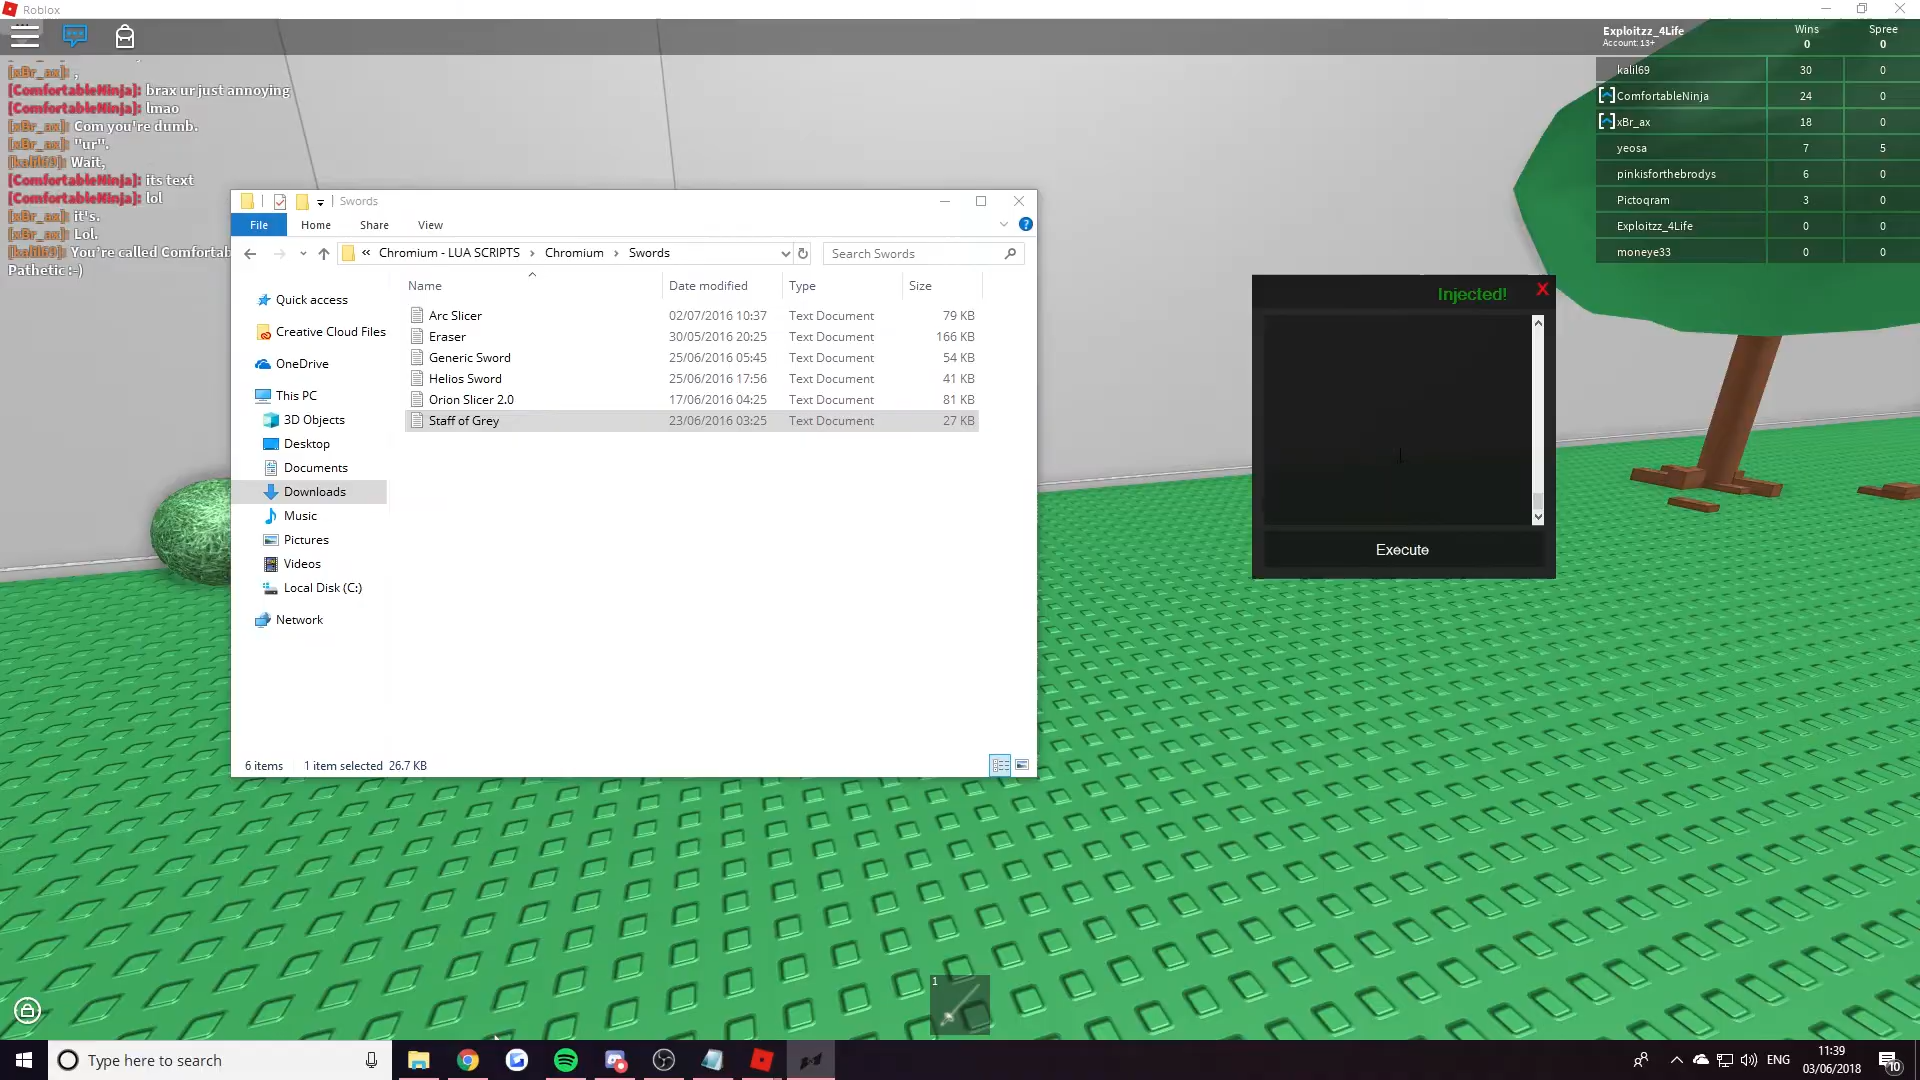 Roblox
Exploitzz_4Life
Account: 13+
Wins
0
Spree
0
kalil69 30 0
ComfortableNinja 24 0
xBr_ax 18 0
yeosa 7 5
pinkisforthebrodys 6 0
Pictoqram 3 0
Exploitzz_4Life 0 0
moneye33 0 0
[xBr_ax]: ,
[ComfortableNinja]: brax ur just annoying
[ComfortableNinja]: lmao
[xBr_ax]: Com you're dumb.
[xBr_ax]: "ur".
[kalil69]: Wait,
[ComfortableNinja]: its text
[ComfortableNinja]: lol
[xBr_ax]: it's.
[xBr_ax]: Lol.
[kalil69]: You're called Comfortab
Pathetic :-)
Swords
File Home Share View
« Chromium - LUA SCRIPTS › Chromium › Swords
Search Swords
Name Date modified Type Size
Arc Slicer 02/07/2016 10:37 Text Document 79 KB
Eraser 30/05/2016 20:25 Text Document 166 KB
Generic Sword 25/06/2016 05:45 Text Document 54 KB
Helios Sword 25/06/2016 17:56 Text Document 41 KB
Orion Slicer 2.0 17/06/2016 04:25 Text Document 81 KB
Staff of Grey 23/06/2016 03:25 Text Document 27 KB
Quick access
Creative Cloud Files
OneDrive
This PC
3D Objects
Desktop
Documents
Downloads
Music
Pictures
Videos
Local Disk (C:)
Network
6 items 1 item selected 26.7 KB
Injected! X
Execute
1
Type here to search
ENG
11:39
03/06/2018
10